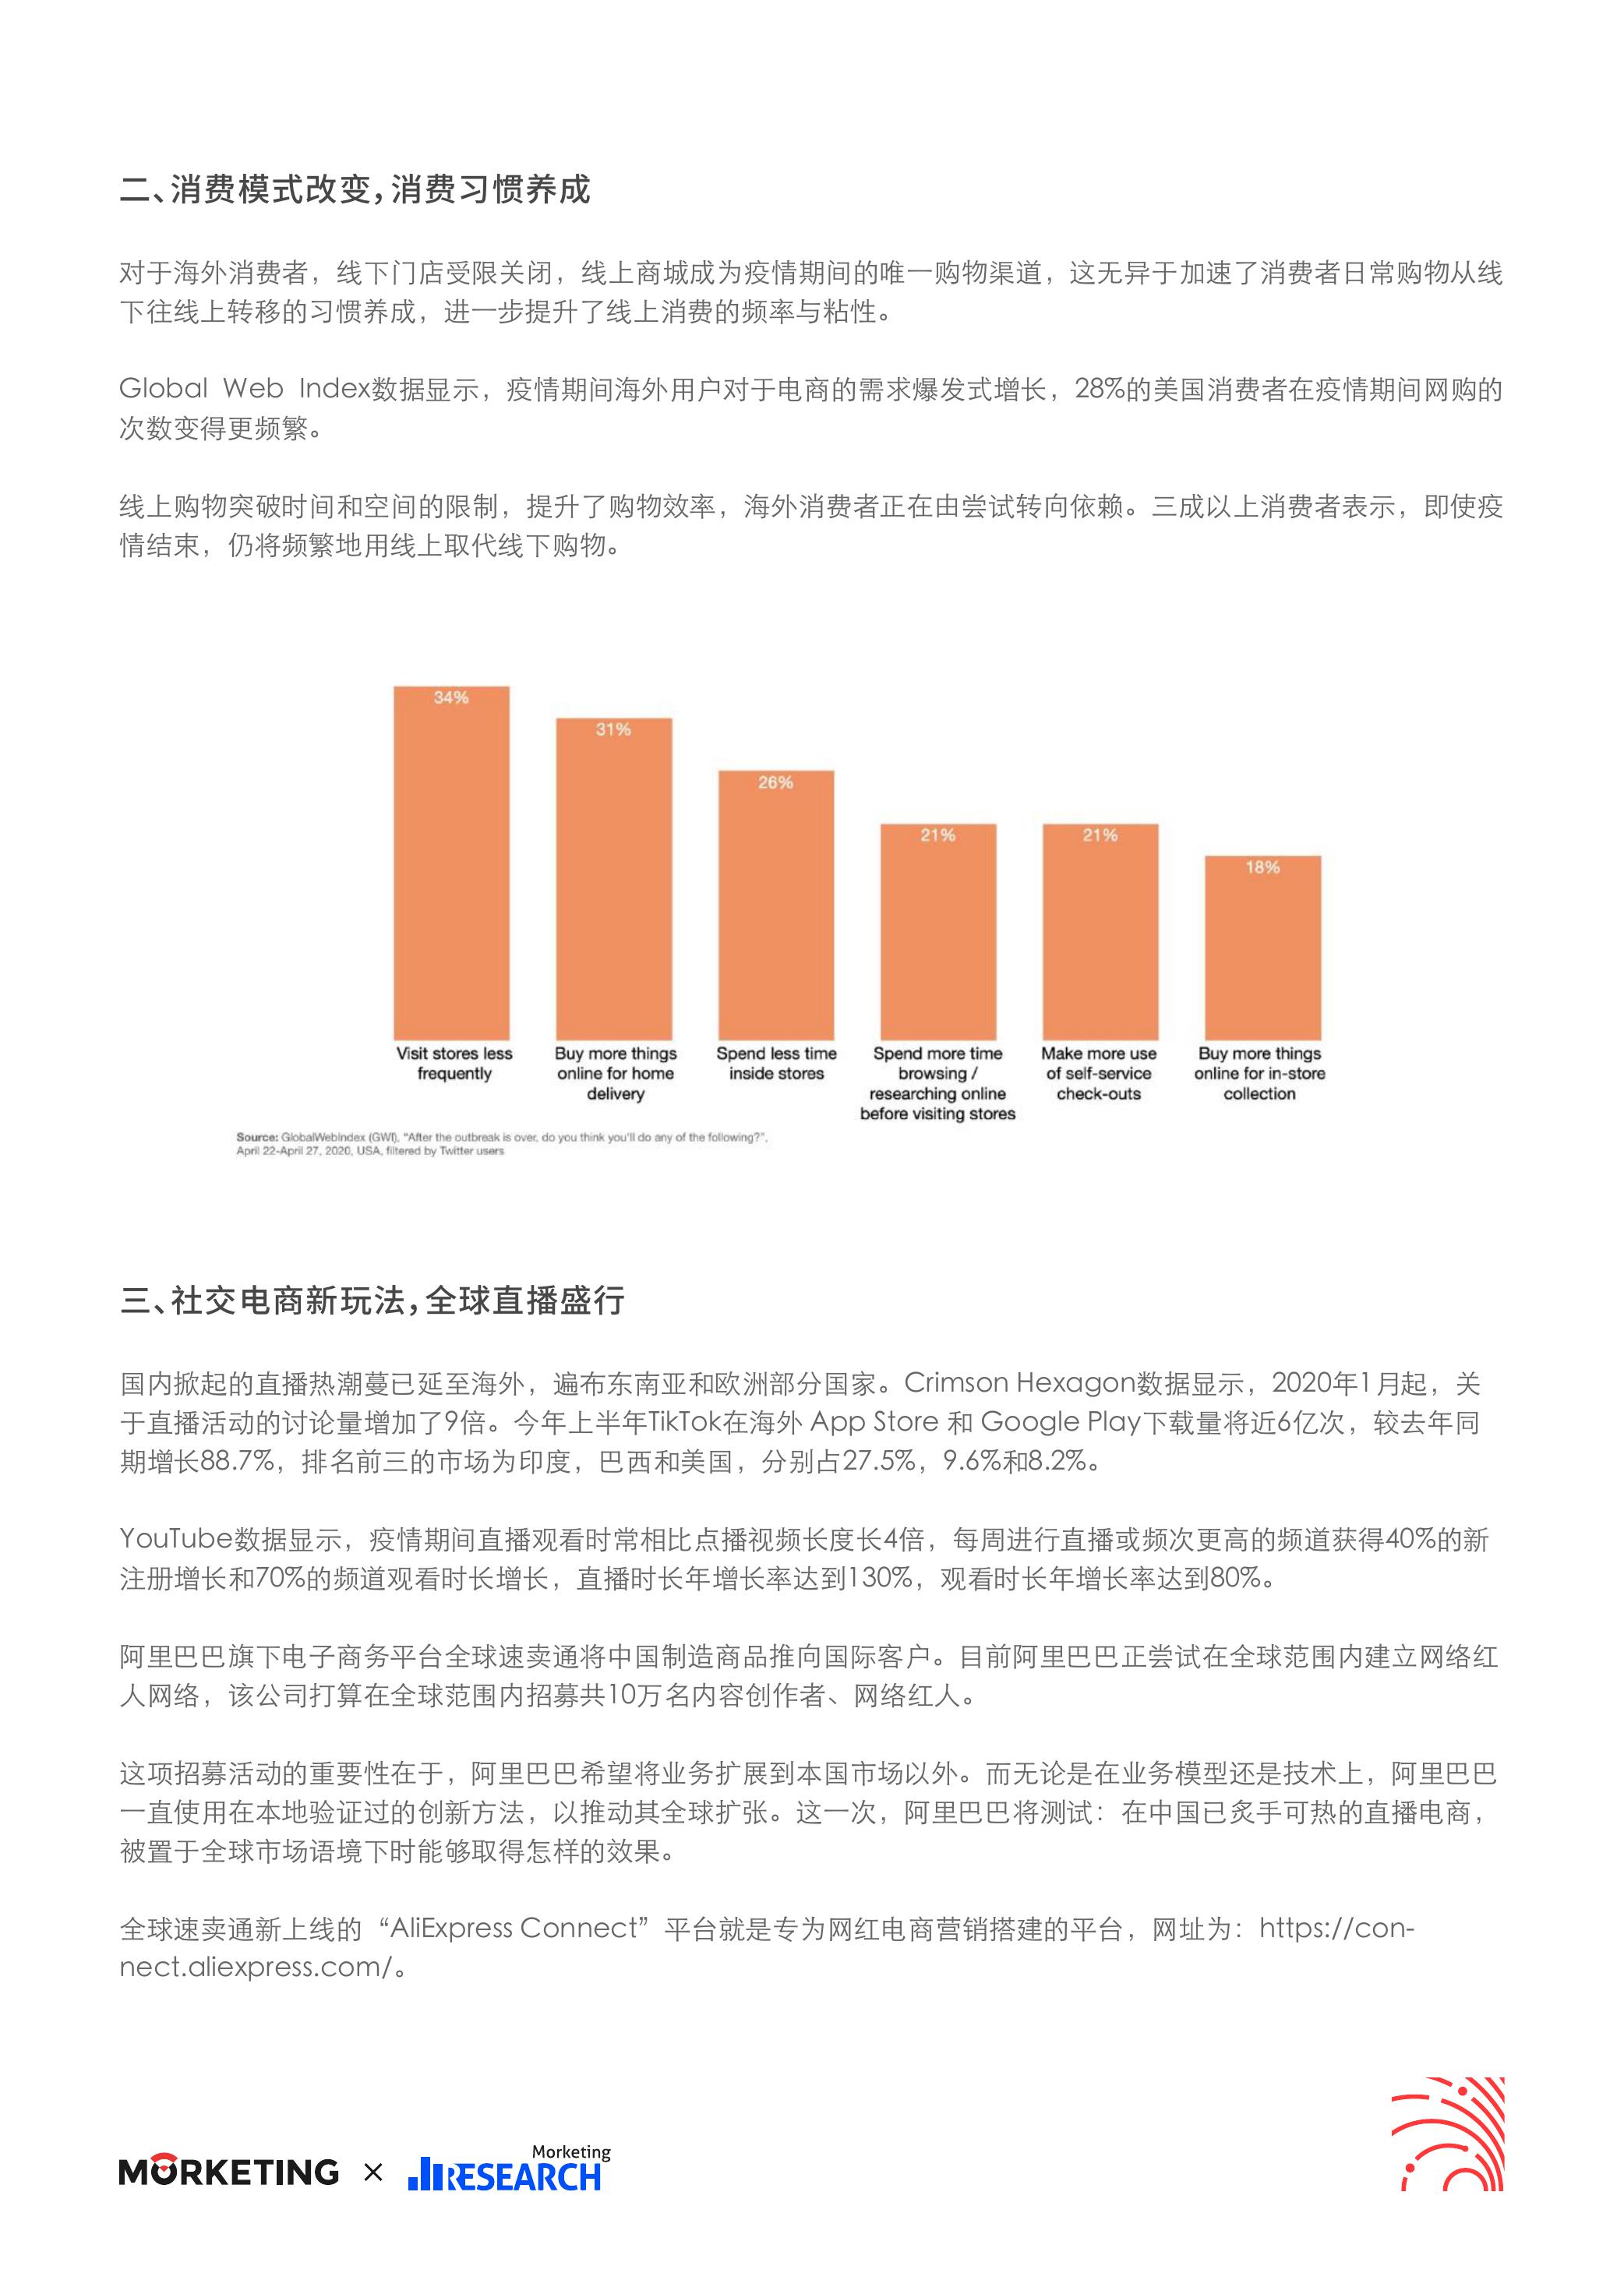 二、消费模式改变，消费习惯养成
对于海外消费者，线下门店受限关闭，线上商城成为疫情期间的唯一购物渠道，这无异于加速了消费者日常购物从线
下往线上转移的习惯养成，进一步提升了线上消费的频率与粘性。
Global Web Index数据显示，疫情期间海外用户对于电商的需求爆发式增长，28%的美国消费者在疫情期间网购的
次数变得更频繁。
线上购物突破时间和空间的限制，提升了购物效率，海外消费者正在由尝试转向依赖。三成以上消费者表示，即使疫
情结束，仍将频繁地用线上取代线下购物。
34%
31%
26%
21%
21%
18%
Visit stores less
frequently
Buy more things
online for home
delivery
Spend less time
inside stores
Spend more time
browsing /
researching online
before visiting stores
Make more use
of self-service
check-outs
Buy more things
online for in-store
collection
Source: GlobalWebIndex (GWI), "After the outbreak is over, do you think you'll do any of the following?",
April 22-April 27, 2020, USA, filtered by Twitter users
三、社交电商新玩法，全球直播盛行
国内掀起的直播热潮蔓已延至海外，遍布东南亚和欧洲部分国家。Crimson Hexagon数据显示，2020年1月起，关
于直播活动的讨论量增加了9倍。今年上半年TikTok在海外 App Store 和 Google Play下载量将近6亿次，较去年同
期增长88.7%，排名前三的市场为印度，巴西和美国，分别占27.5%，9.6%和8.2%。
YouTube数据显示，疫情期间直播观看时常相比点播视频长度长4倍，每周进行直播或频次更高的频道获得40%的新
注册增长和70%的频道观看时长增长，直播时长年增长率达到130%，观看时长年增长率达到80%。
阿里巴巴旗下电子商务平台全球速卖通将中国制造商品推向国际客户。目前阿里巴巴正尝试在全球范围内建立网络红
人网络，该公司打算在全球范围内招募共10万名内容创作者、网络红人。
这项招募活动的重要性在于，阿里巴巴希望将业务扩展到本国市场以外。而无论是在业务模型还是技术上，阿里巴巴
一直使用在本地验证过的创新方法，以推动其全球扩张。这一次，阿里巴巴将测试：在中国已炙手可热的直播电商，
被置于全球市场语境下时能够取得怎样的效果。
全球速卖通新上线的“AliExpress Connect”平台就是专为网红电商营销搭建的平台，网址为：https://con-
nect.aliexpress.com/。
MORKETING × Morketing RESEARCH